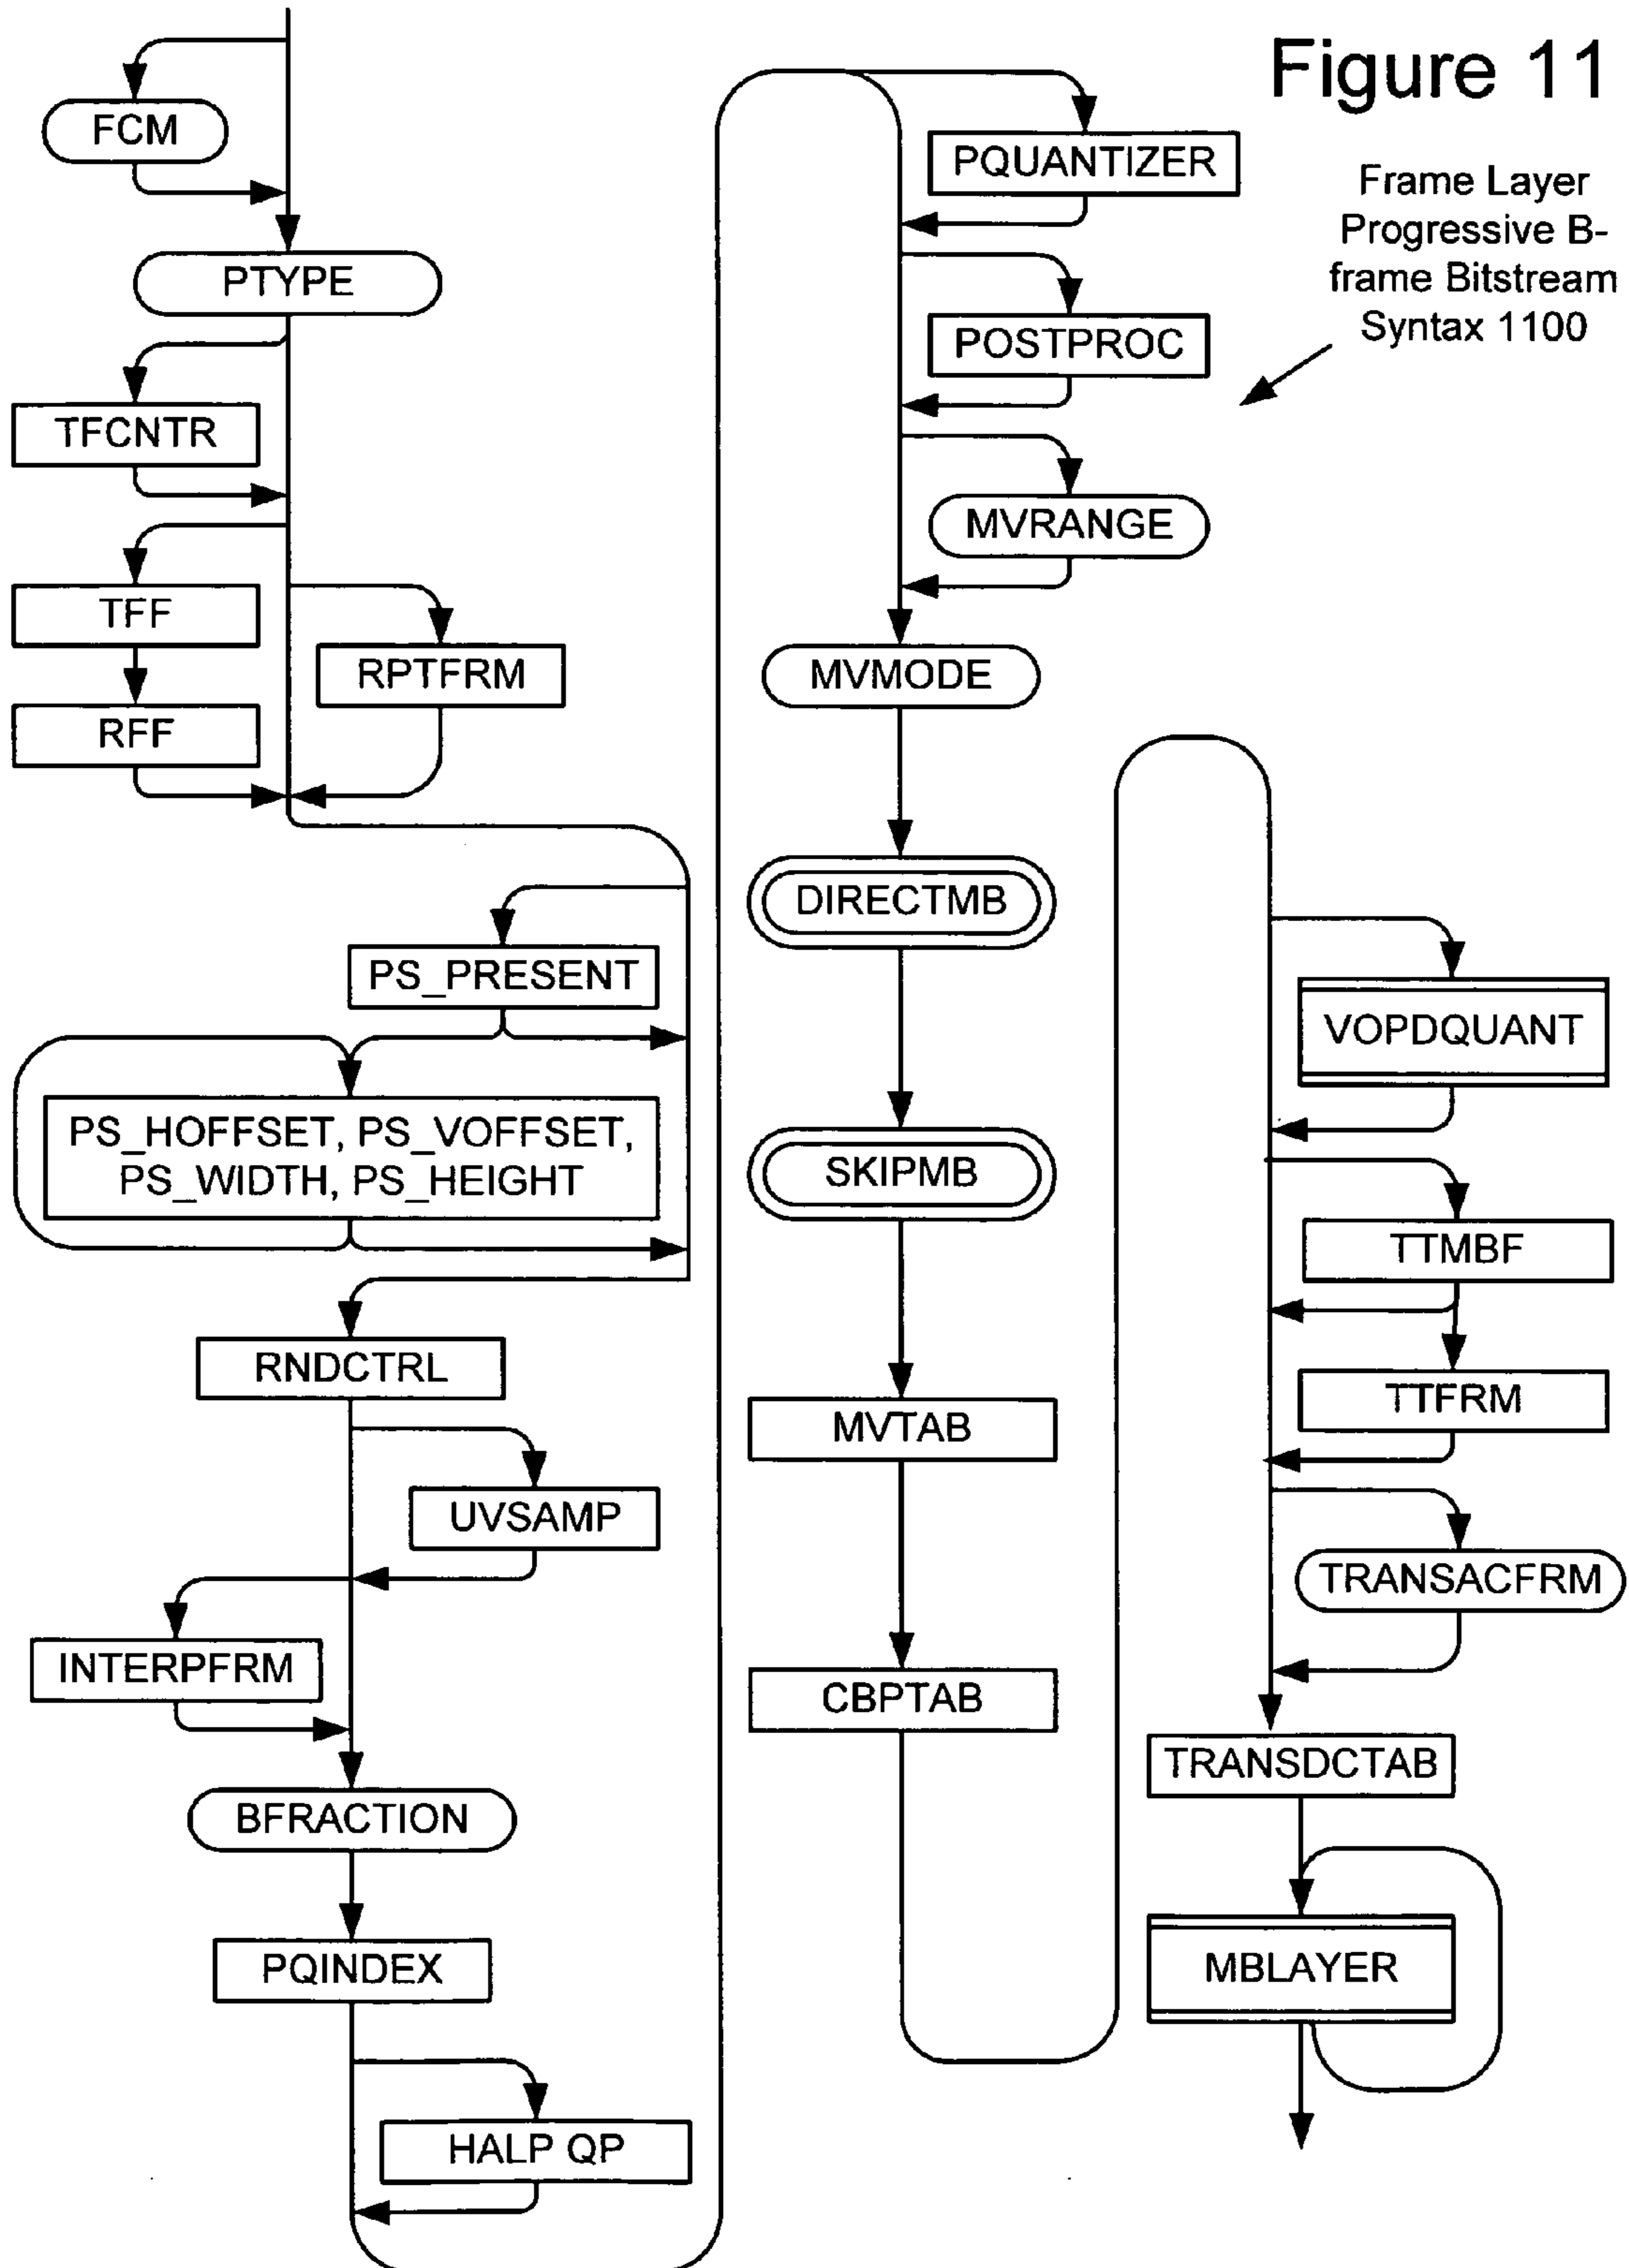 Figure 11
Frame Layer
Progressive B-
frame Bitstream
Syntax 1100
FCM
PTYPE
TFCNTR
TFF
RPTFRM
RFF
PS_PRESENT
PS_HOFFSET, PS_VOFFSET,
PS_WIDTH, PS_HEIGHT
RNDCTRL
UVSAMP
INTERPFRM
BFRACTION
PQINDEX
HALP QP
PQUANTIZER
POSTPROC
MVRANGE
MVMODE
DIRECTMB
SKIPMB
MVTAB
CBPTAB
VOPDQUANT
TTMBF
TTFRM
TRANSACFRM
TRANSDCTAB
MBLAYER